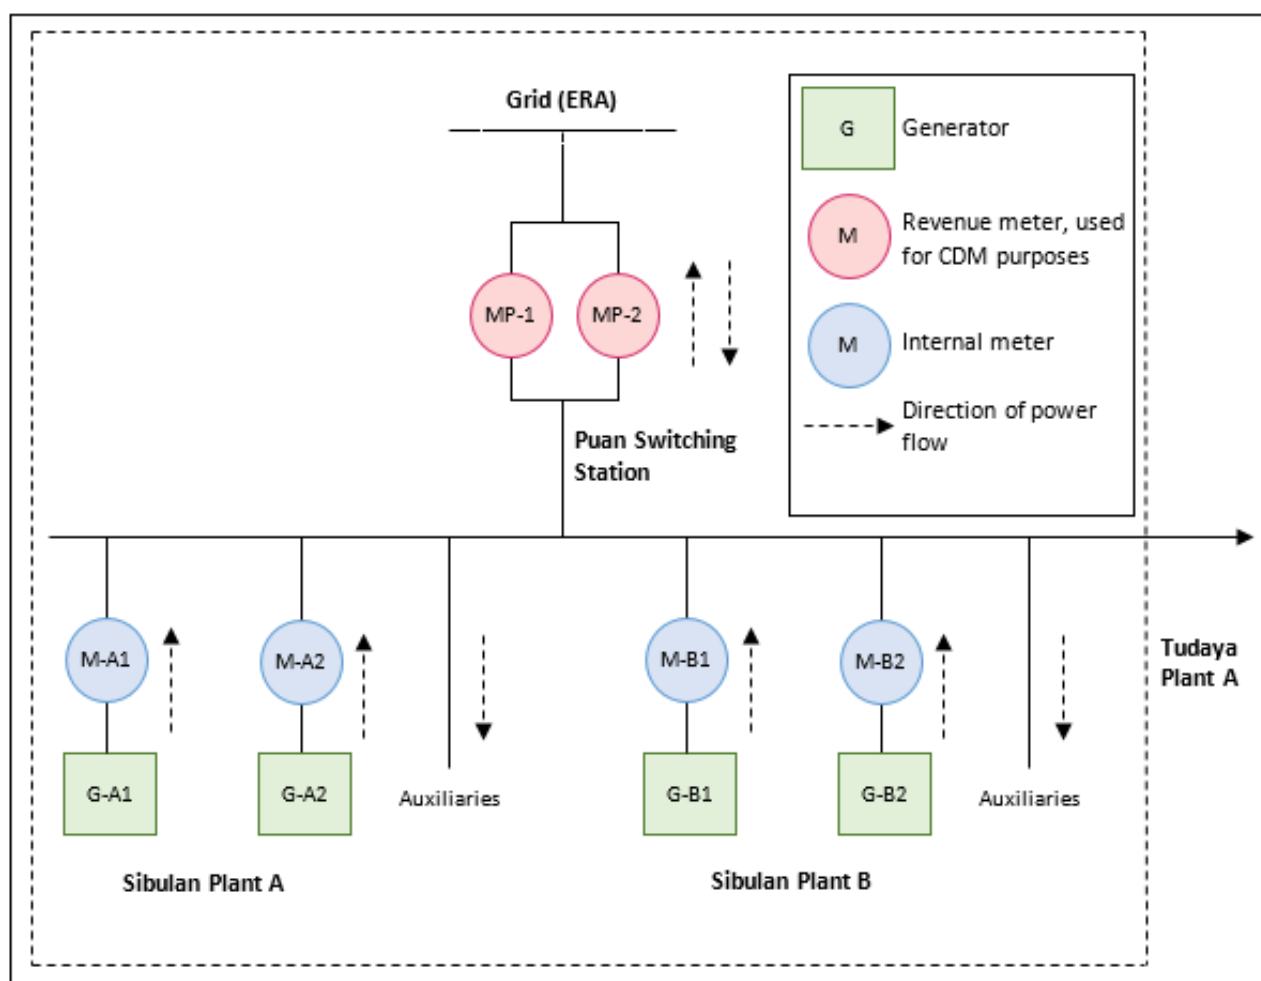 Grid (ERA)
G
Generator
M
Revenue meter, used
for CDM purposes
MP-1
MP-2
M
Internal meter
Direction of power
flow
Puan Switching
Station
M-A1
M-A2
M-B1
M-B2
Tudaya
Plant A
G-A1
G-A2
Auxiliaries
G-B1
G-B2
Auxiliaries
Sibulan Plant A
Sibulan Plant B